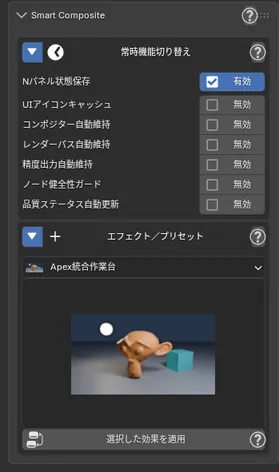 Smart Composite
常時機能切り替え
Nパネル状態保存 有効
UIアイコンキャッシュ 無効
コンポジター自動維持 無効
レンダーパス自動維持 無効
精度出力自動維持 無効
ノード健全性ガード 無効
品質ステータス自動更新 無効
エフェクト／プリセット
Apex統合作業台
選択した効果を適用